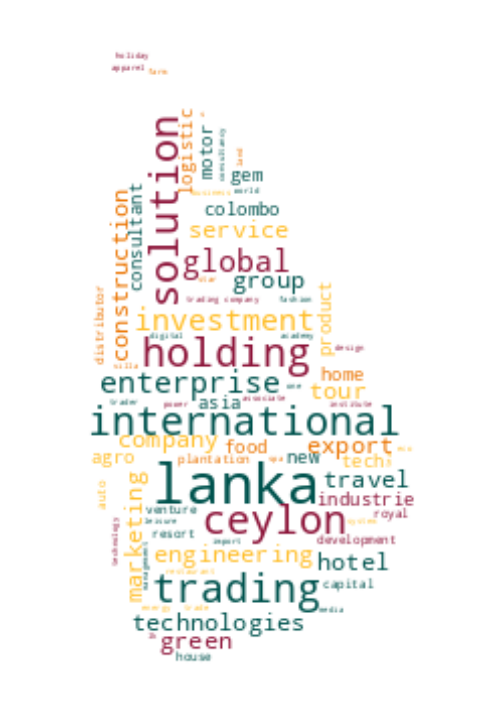 holiday
apparel farm
solution
logistic
motor
consultancy
land
gem
business world
consultant
colombo
construction
service
global
star group
distributor
trading company fashion
product
investment
digital academy
holding design
villa
home
enterprise one
tour
trader power asia associate institute
international
company food export
agro plantation spa new tech
lanka travel
auto
marketing
industrie
venture ceylon royal
leisure system
technology
resort development
import
management
engineering hotel
restaurant
trading capital
energy trade media
technologies
green
house